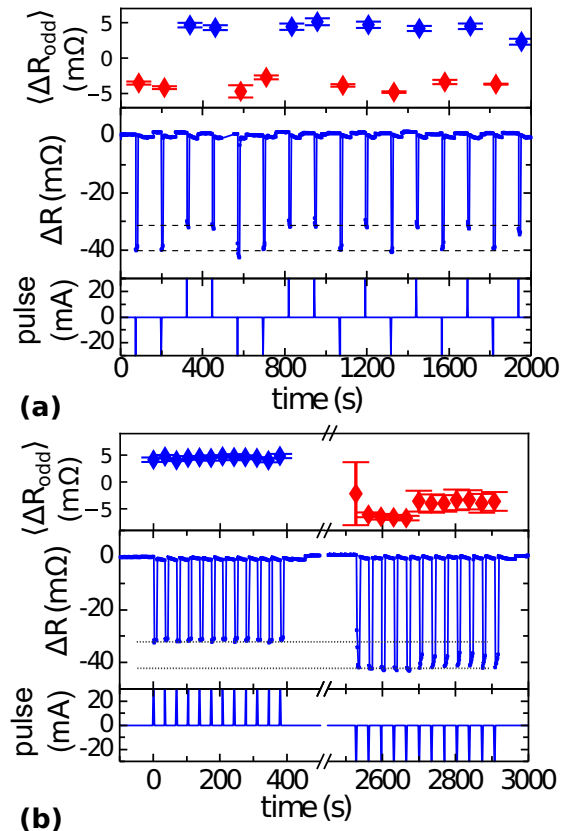 ⟨ΔR_odd⟩
(mΩ)
5
0
-5
ΔR (mΩ)
0
-20
-40
pulse
(mA)
20
0
-20
0 400 800 1200 1600 2000
time (s)
(a)
⟨ΔR_odd⟩
(mΩ)
5
0
-5
ΔR (mΩ)
0
-20
-40
pulse
(mA)
20
0
-20
0 200 400 2600 2800 3000
time (s)
(b)